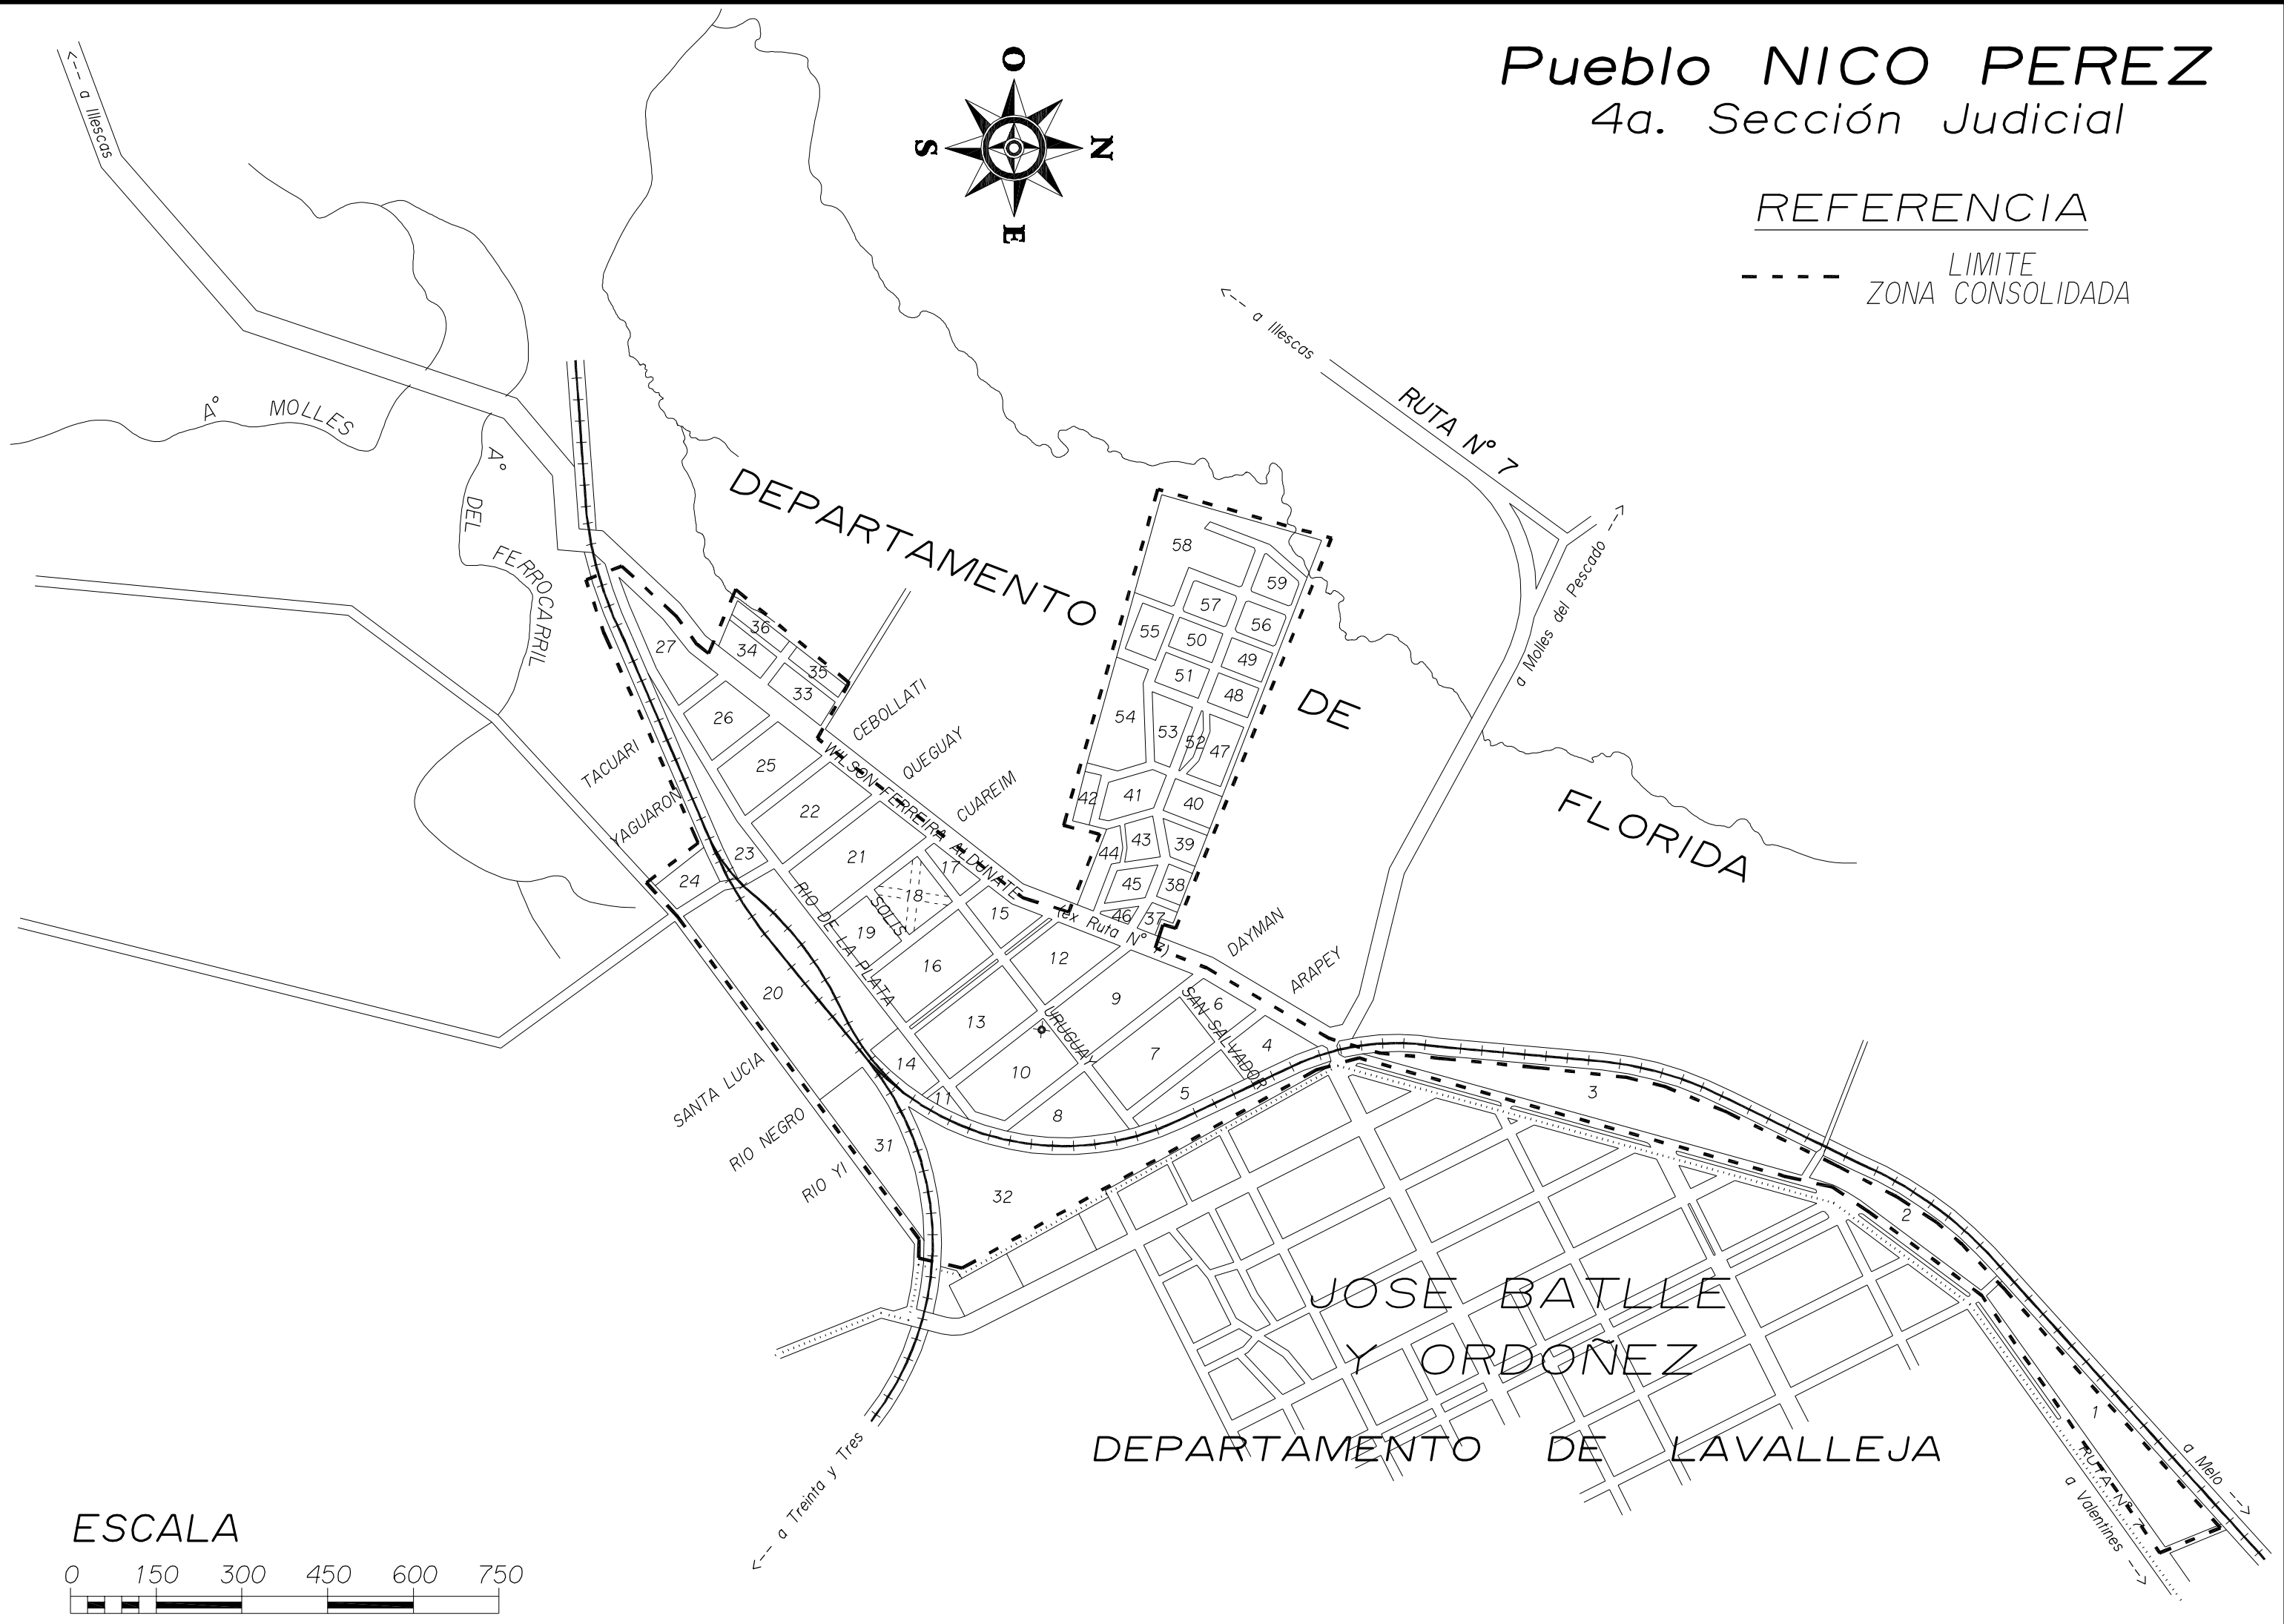 Pueblo NICO PEREZ
4a. Sección Judicial
REFERENCIA
LIMITE
ZONA CONSOLIDADA
O
S
N
E
<--- a Illescas
<--- a Illescas
RUTA N° 7
a Molles del Pescado --->
A° MOLLES
A° DEL FERROCARRIL
DEPARTAMENTO
DE
FLORIDA
58
59
57
56
55
50
49
51
48
54
53
52
47
42
41
40
43
39
44
45
38
46
37
36
34
35
33
27
26
25
22
21
23
24
17
18
15
19
16
12
20
13
9
6
14
10
7
4
11
8
5
3
31
32
2
1
CEBOLLATI
QUEGUAY
CUAREIM
TACUARI
YAGUARON
WILSON FERREIRA ALDUNATE
(ex Ruta N° 7)
RIO DE LA PLATA
SOLIS
URUGUAY
SAN SALVADOR
DAYMAN
ARAPEY
SANTA LUCIA
RIO NEGRO
RIO YI
JOSE BATLLE
Y ORDOÑEZ
DEPARTAMENTO DE LAVALLEJA
<--- a Treinta y Tres
RUTA N° 7
a Valentines --->
a Melo --->
ESCALA
0 150 300 450 600 750